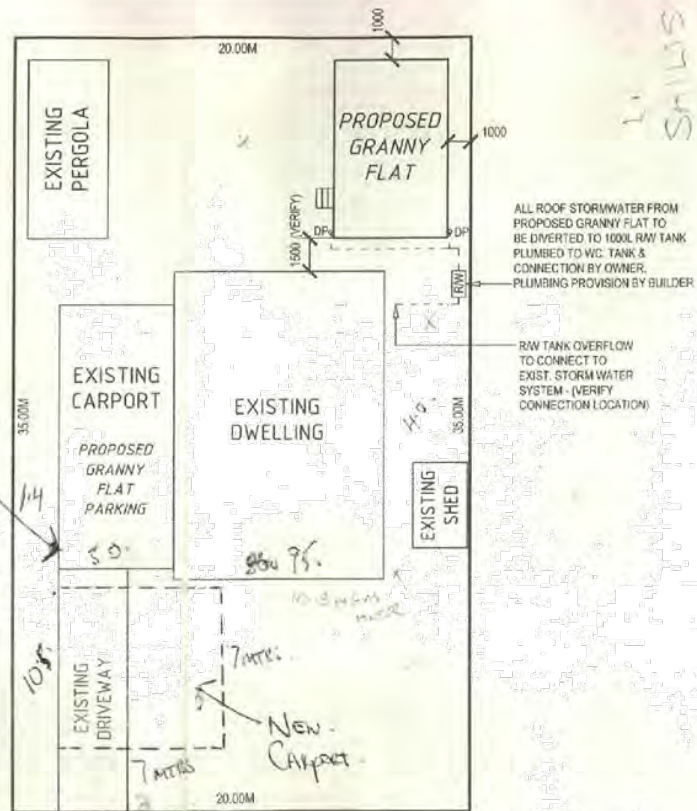 20.00M
1000
EXISTING
PERGOLA
PROPOSED
GRANNY
FLAT
1000
1500 (VERIFY)
DP
DP
R/W
ALL ROOF STORMWATER FROM
PROPOSED GRANNY FLAT TO
BE DIVERTED TO 1000L R/W TANK
PLUMBED TO WC. TANK &
CONNECTION BY OWNER.
PLUMBING PROVISION BY BUILDER
R/W TANK OVERFLOW
TO CONNECT TO
EXIST. STORM WATER
SYSTEM - (VERIFY
CONNECTION LOCATION)
35.00M
EXISTING
CARPORT
PROPOSED
GRANNY
FLAT
PARKING
EXISTING
DWELLING
4.0.
35.00M
EXISTING
SHED
1.4
5.0.
95.
EXISTING
DRIVEWAY
7 MTRS.
NEW
CARPORT
7 MTRS
20.00M